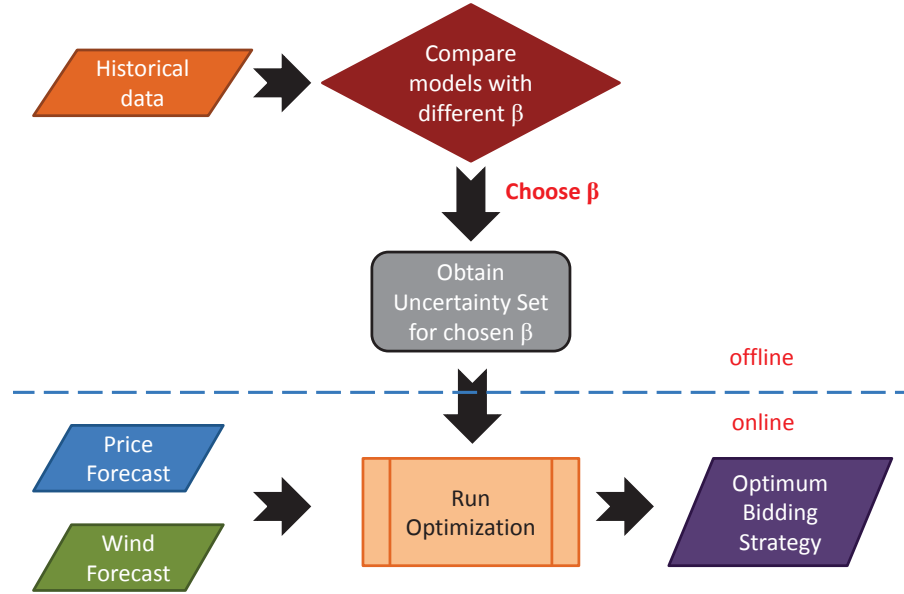 Historical
data
Compare
models with
different β
Choose β
Obtain
Uncertainty Set
for chosen β
offline
online
Price
Forecast
Wind
Forecast
Run
Optimization
Optimum
Bidding
Strategy